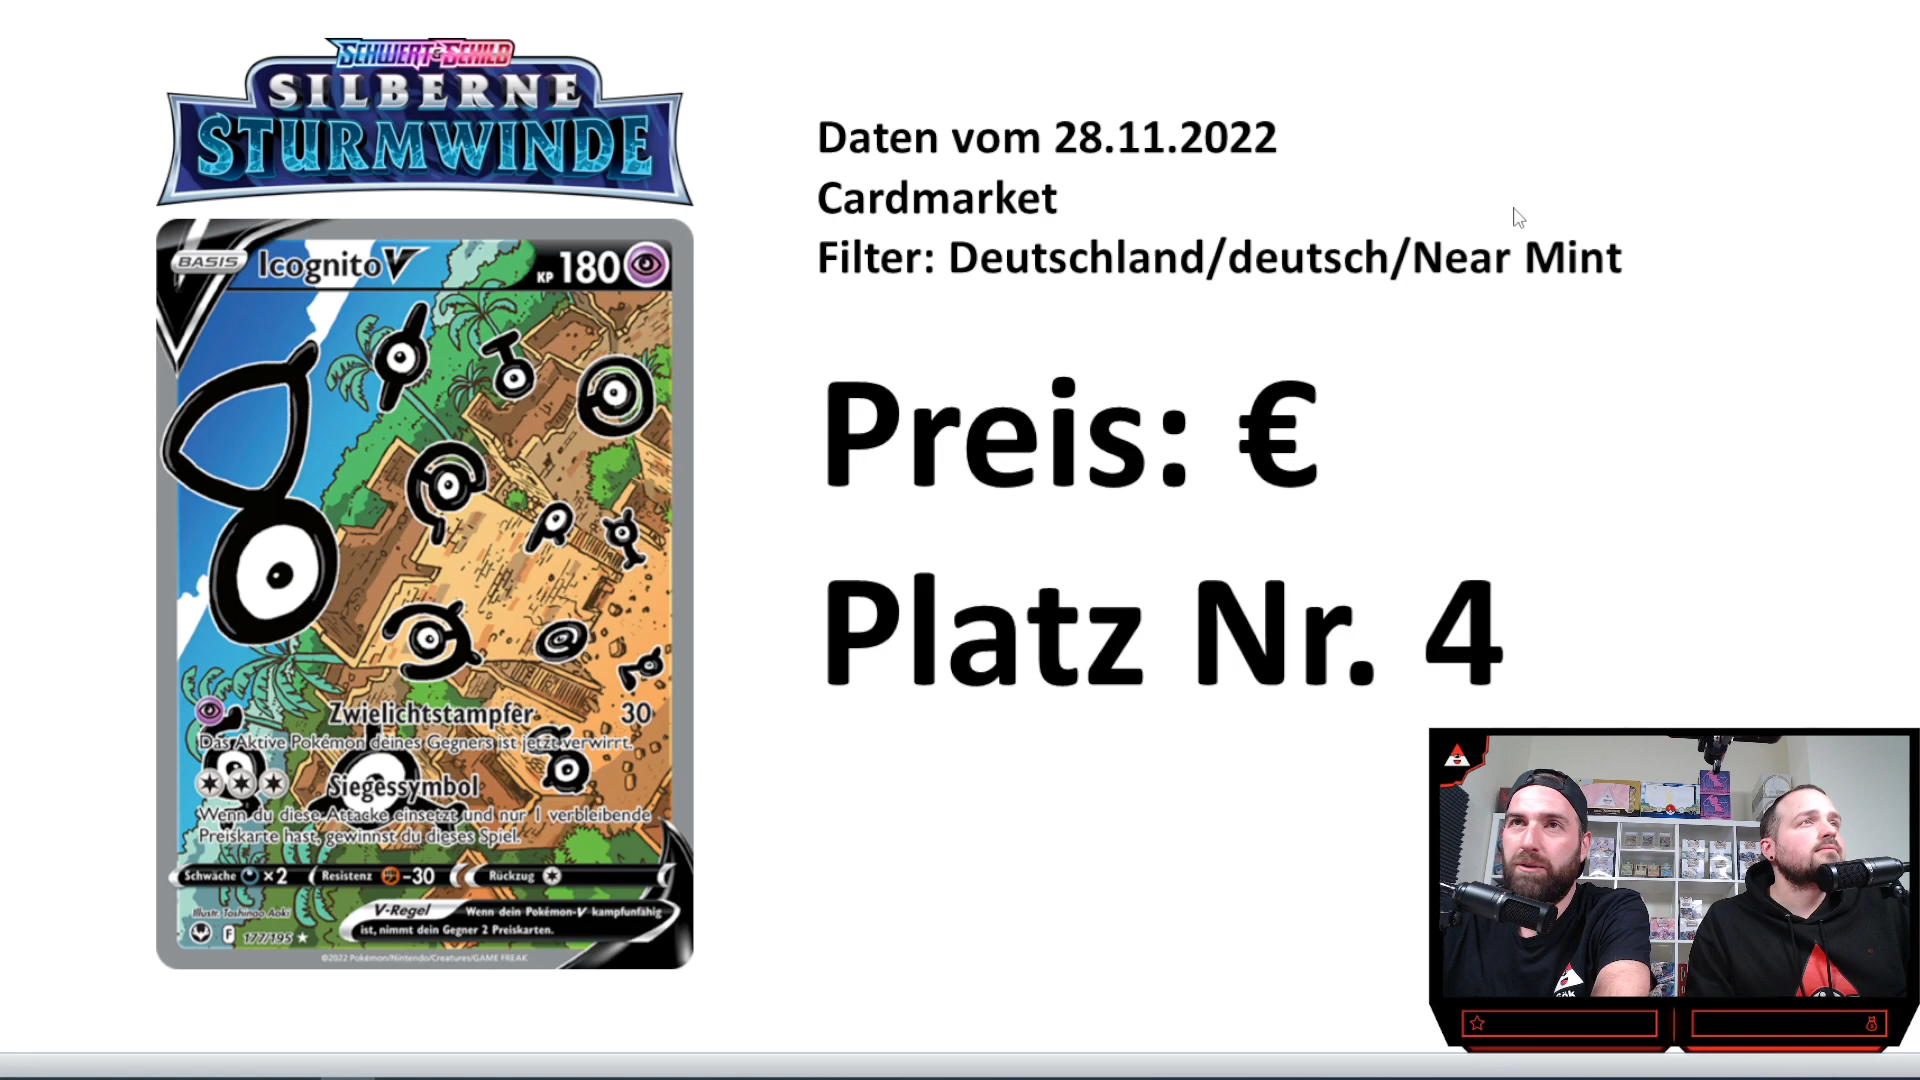 SCHWERT & SCHILD
SILBERNE
STURMWINDE
BASIS Icognito V KP 180
Zwielichtstampfer 30
Das Aktive Pokémon deines Gegners ist jetzt verwirrt.
Siegessymbol
Wenn du diese Attacke einsetzt und nur 1 verbleibende
Preiskarte hast, gewinnst du dieses Spiel.
Schwäche ×2 Resistenz -30 Rückzug
Illustr. Toshinao Aoki
V-Regel Wenn dein Pokémon-V kampfunfähig
ist, nimmt dein Gegner 2 Preiskarten.
F 177/195 ★
©2022 Pokémon/Nintendo/Creatures/GAME FREAK
Daten vom 28.11.2022
Cardmarket
Filter: Deutschland/deutsch/Near Mint
Preis: €
Platz Nr. 4